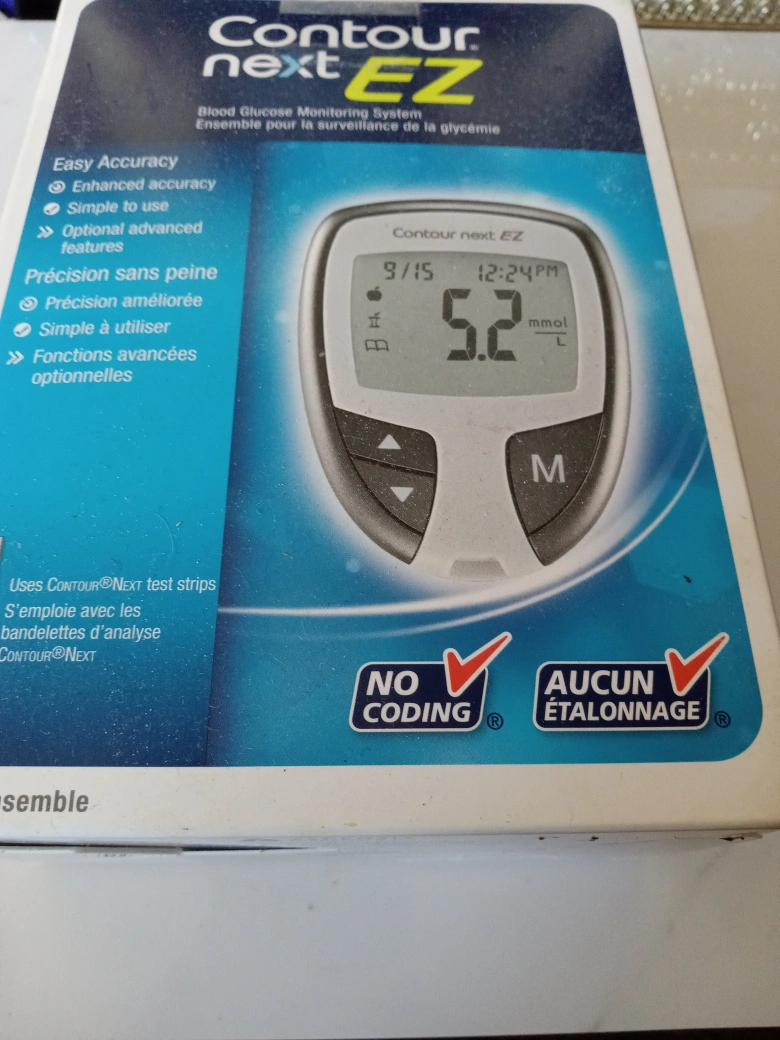 Contour®
next EZ
Blood Glucose Monitoring System
Ensemble pour la surveillance de la glycémie
Easy Accuracy
Enhanced accuracy
Simple to use
Optional advanced
features
Précision sans peine
Précision améliorée
Simple à utiliser
Fonctions avancées
optionnelles
Contour next EZ
9/15 12:24 PM
5.2 mmol
L
M
Uses CONTOUR®NEXT test strips
S'emploie avec les
bandelettes d'analyse
CONTOUR®NEXT
NO
CODING®
AUCUN
ÉTALONNAGE®
nsemble